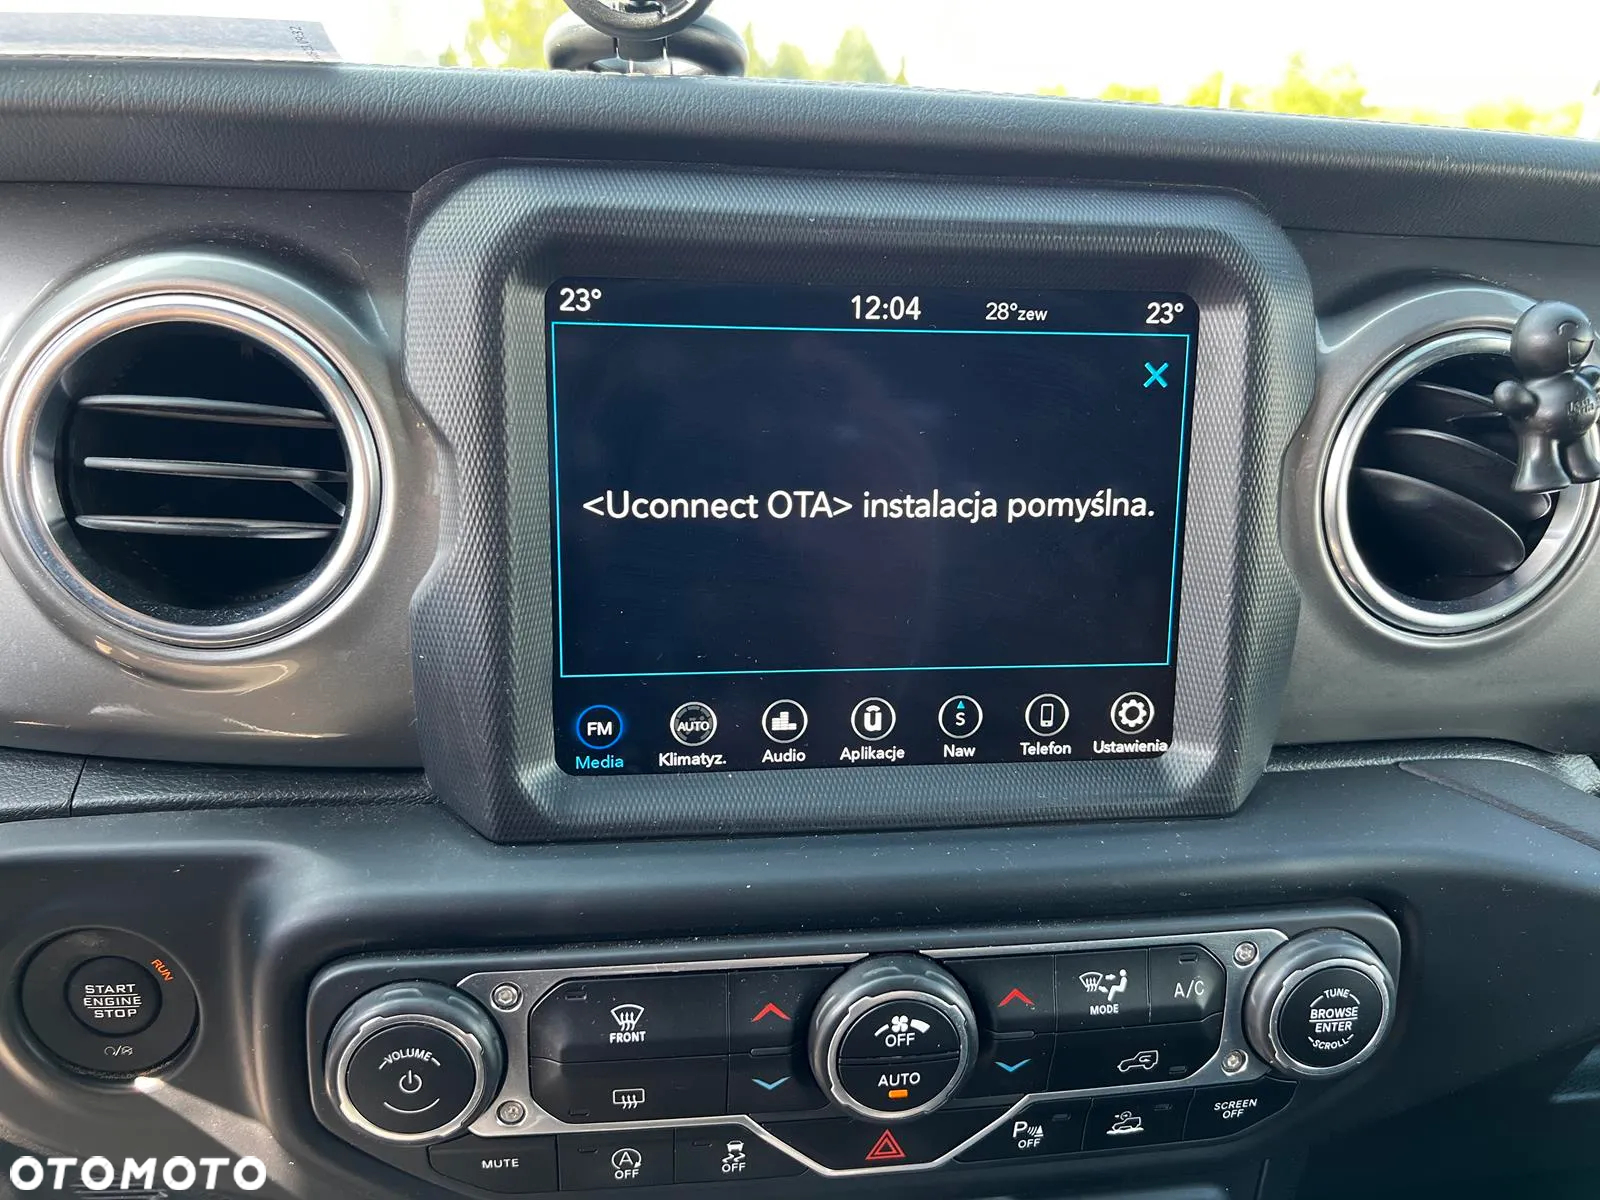 23°
12:04
28°zew
23°
X
<Uconnect OTA> instalacja pomyślna.
FM
Media
AUTO
Klimatyz.
Audio
ü
Aplikacje
S
Naw
Telefon
Ustawienia
RUN
START
ENGINE
STOP
VOLUME
FRONT
OFF
AUTO
MODE
A/C
TUNE
BROWSE
ENTER
SCROLL
MUTE
A
OFF
OFF
P
OFF
SCREEN
OFF
OTOMOTO